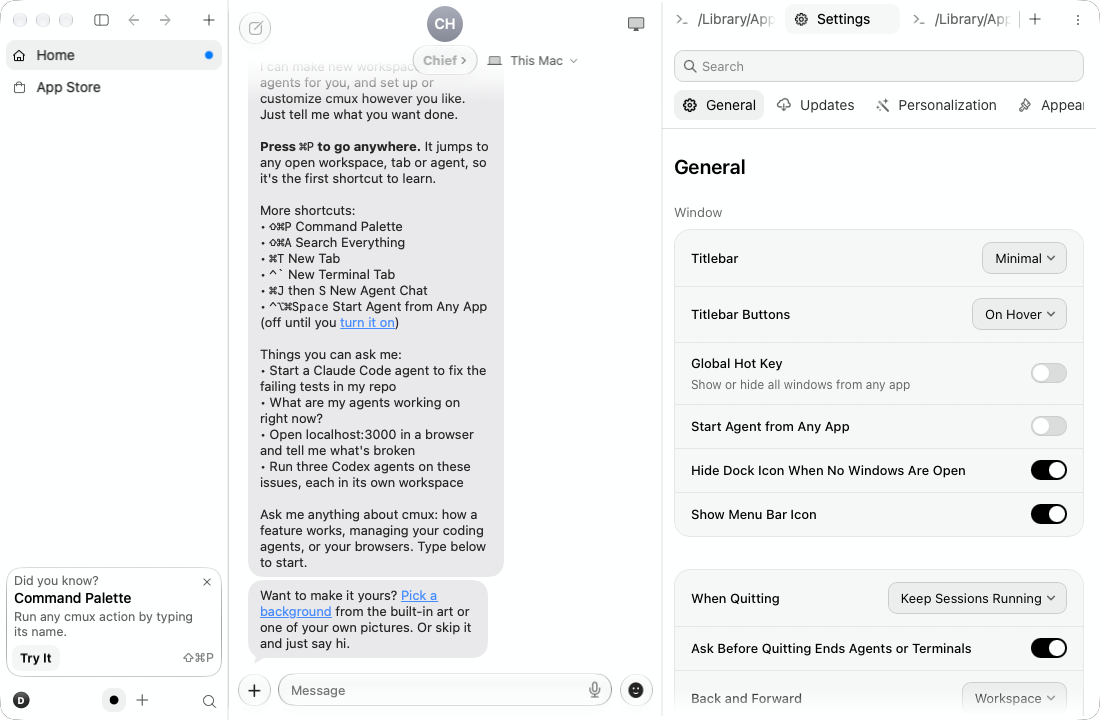 Home
App Store
Did you know?
Command Palette
Run any cmux action by typing
its name.
Try It
⇧⌘P
D
CH
Chief ›
This Mac
I can make new workspac
agents for you, and set up or
customize cmux however you like.
Just tell me what you want done.
Press ⌘P to go anywhere. It jumps to
any open workspace, tab or agent, so
it's the first shortcut to learn.
More shortcuts:
• ⇧⌘P Command Palette
• ⇧⌘A Search Everything
• ⌘T New Tab
• ^` New Terminal Tab
• ⌘J then S New Agent Chat
• ^⌥⌘Space Start Agent from Any App
(off until you turn it on)
Things you can ask me:
• Start a Claude Code agent to fix the
failing tests in my repo
• What are my agents working on
right now?
• Open localhost:3000 in a browser
and tell me what's broken
• Run three Codex agents on these
issues, each in its own workspace
Ask me anything about cmux: how a
feature works, managing your coding
agents, or your browsers. Type below
to start.
Want to make it yours? Pick a
background from the built-in art or
one of your own pictures. Or skip it
and just say hi.
Message
/Library/App
Settings
/Library/App
Search
General
Updates
Personalization
Appear
General
Window
Titlebar
Minimal
Titlebar Buttons
On Hover
Global Hot Key
Show or hide all windows from any app
Start Agent from Any App
Hide Dock Icon When No Windows Are Open
Show Menu Bar Icon
When Quitting
Keep Sessions Running
Ask Before Quitting Ends Agents or Terminals
Back and Forward
Workspace